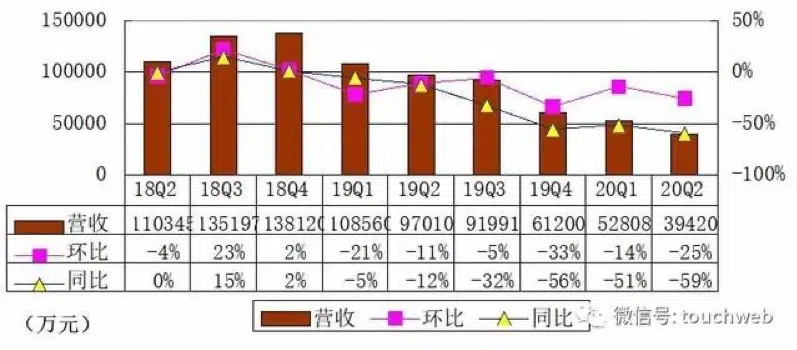 150000 50%
100000 0%
50000 -50%
0 -100%
18Q2 18Q3 18Q4 19Q1 19Q2 19Q3 19Q4 20Q1 20Q2
营收 110345 135197 138120 108560 97010 91991 61200 52808 39420
环比 -4% 23% 2% -21% -11% -5% -33% -14% -25%
同比 0% 15% 2% -5% -12% -32% -56% -51% -59%
(万元) 营收 环比 同比 微信号: touchweb